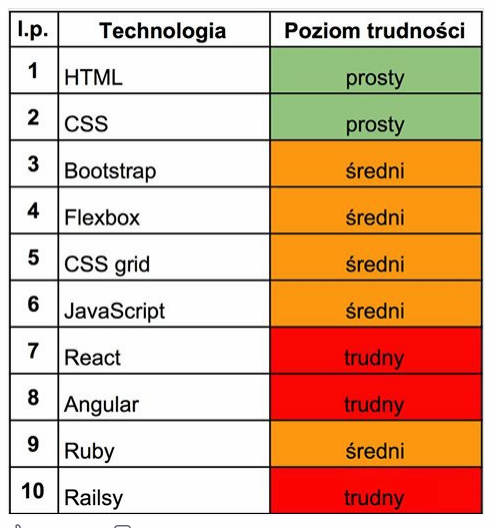 l.p. Technologia Poziom trudności
1 HTML prosty
2 CSS prosty
3 Bootstrap średni
4 Flexbox średni
5 CSS grid średni
6 JavaScript średni
7 React trudny
8 Angular trudny
9 Ruby średni
10 Railsy trudny